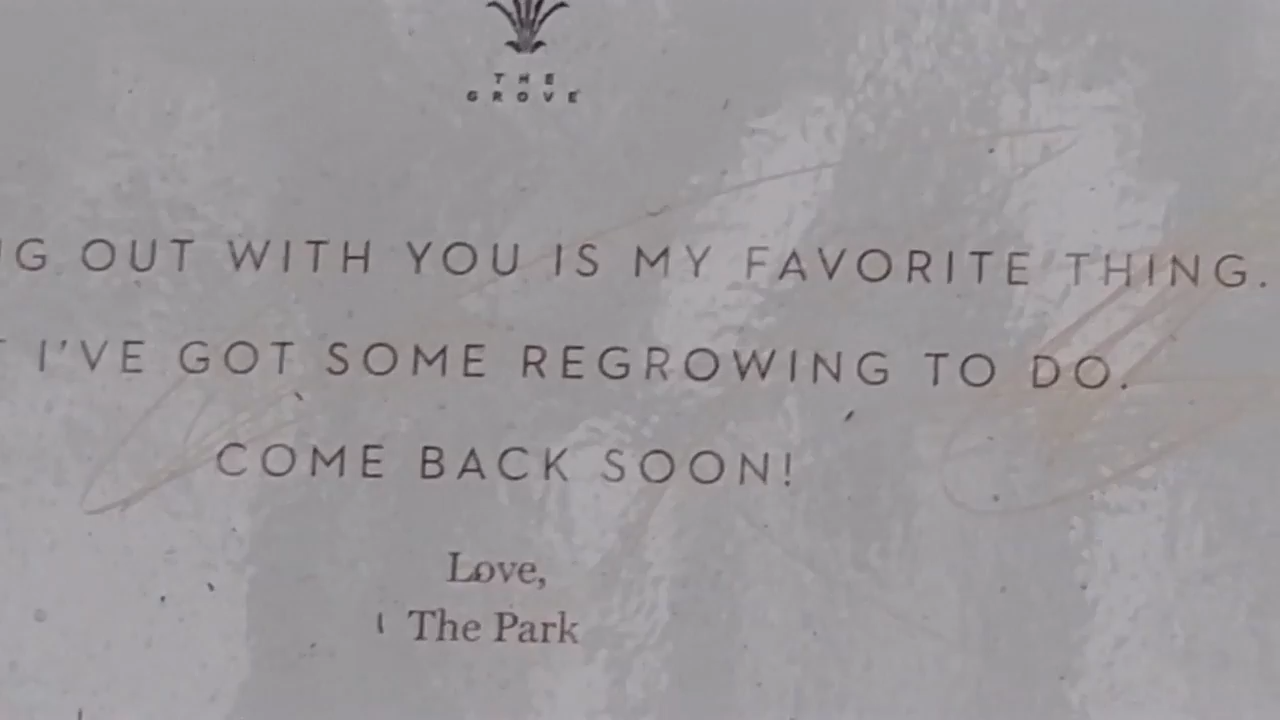 THE
GROVE
G OUT WITH YOU IS MY FAVORITE THING.
I'VE GOT SOME REGROWING TO DO.
COME BACK SOON!
Love,
The Park